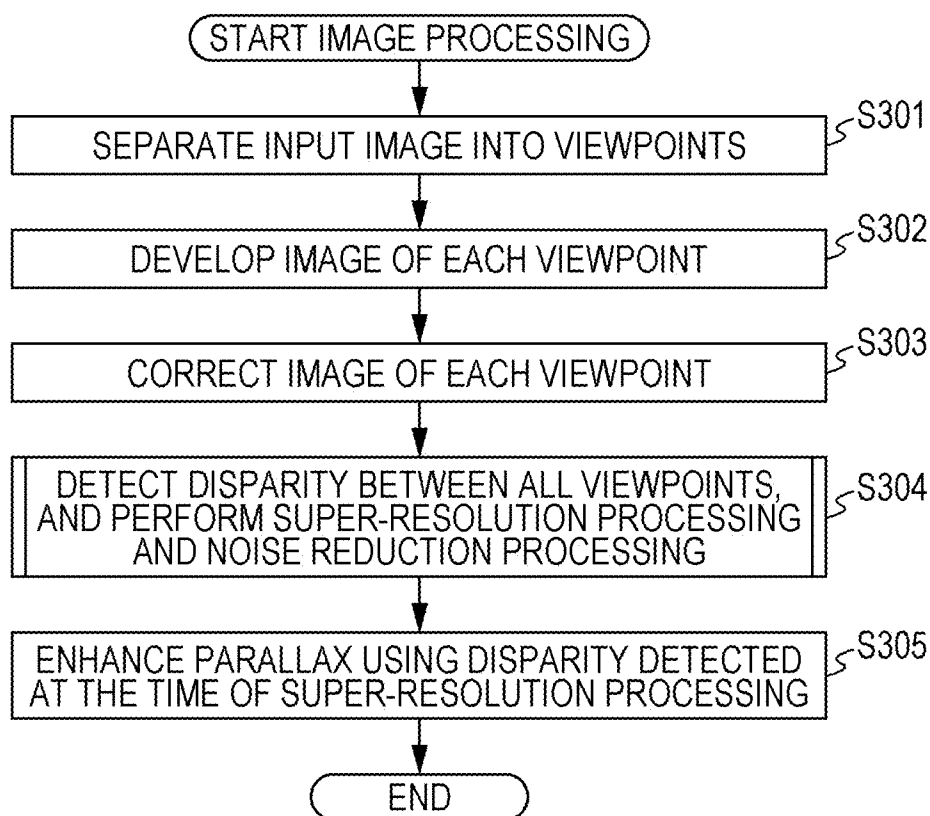 START IMAGE PROCESSING
S301
SEPARATE INPUT IMAGE INTO VIEWPOINTS
S302
DEVELOP IMAGE OF EACH VIEWPOINT
S303
CORRECT IMAGE OF EACH VIEWPOINT
S304
DETECT DISPARITY BETWEEN ALL VIEWPOINTS,
AND PERFORM SUPER-RESOLUTION PROCESSING
AND NOISE REDUCTION PROCESSING
S305
ENHANCE PARALLAX USING DISPARITY DETECTED
AT THE TIME OF SUPER-RESOLUTION PROCESSING
END